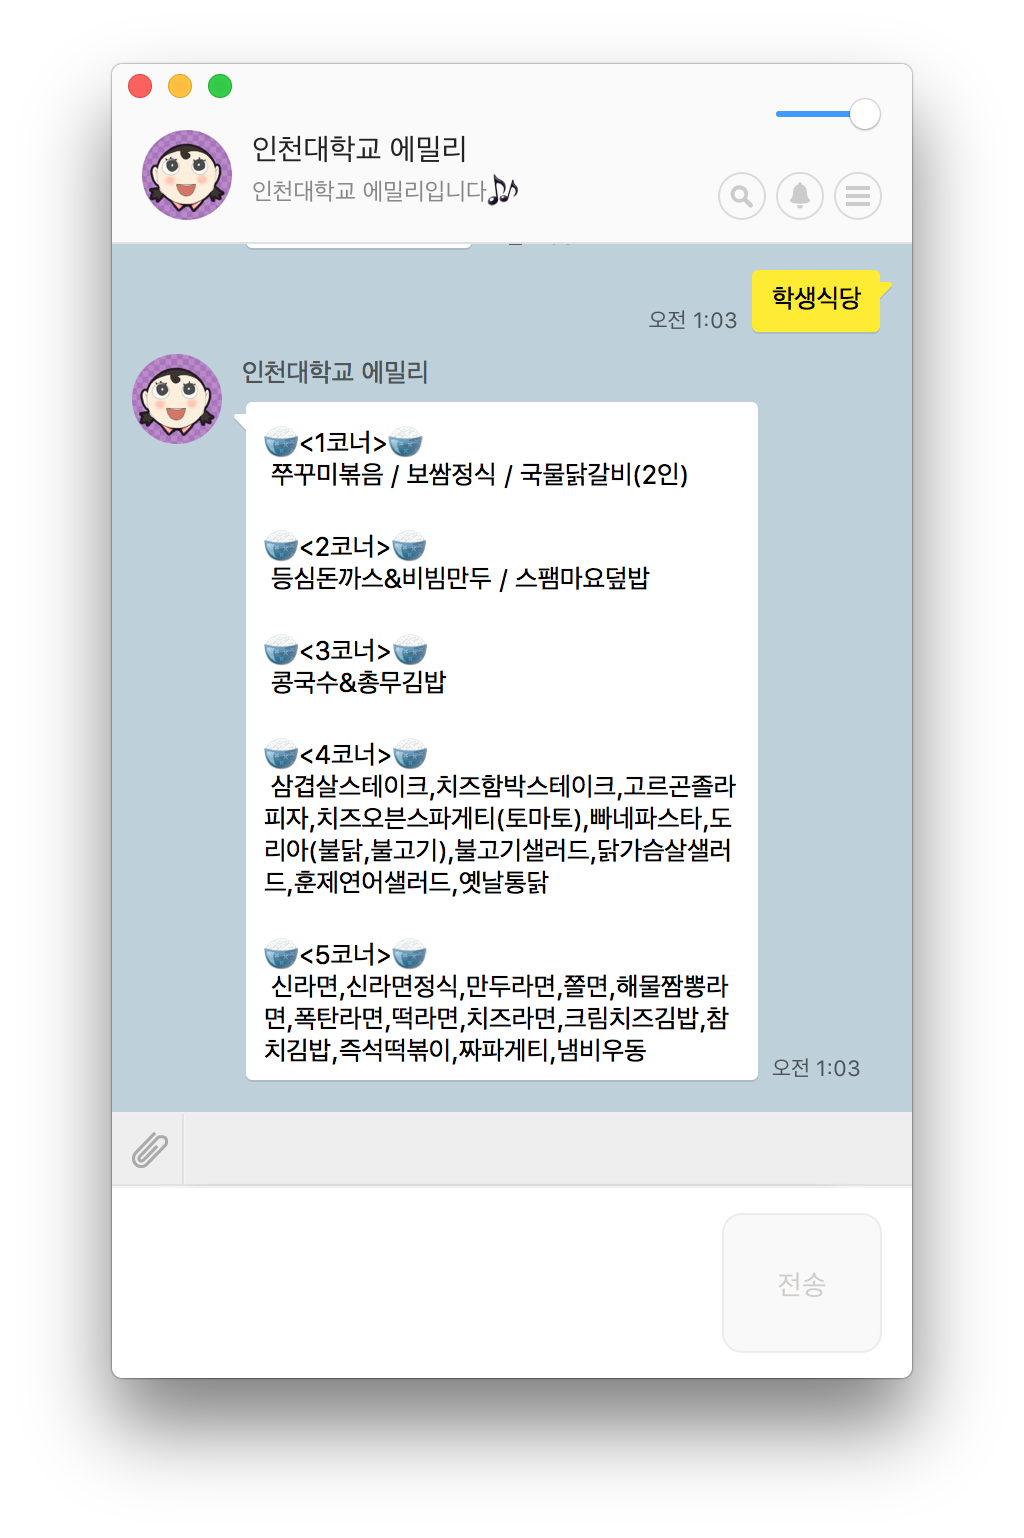 인천대학교 에밀리
인천대학교 에밀리입니다🎶
학생식당
오전 1:03
인천대학교 에밀리
🍚<1코너>🍚
쭈꾸미볶음 / 보쌈정식 / 국물닭갈비(2인)
🍚<2코너>🍚
등심돈까스&비빔만두 / 스팸마요덮밥
🍚<3코너>🍚
콩국수&총무김밥
🍚<4코너>🍚
삼겹살스테이크,치즈함박스테이크,고르곤졸라
피자,치즈오븐스파게티(토마토),빠네파스타,도
리아(불닭,불고기),불고기샐러드,닭가슴살샐러
드,훈제연어샐러드,옛날통닭
🍚<5코너>🍚
신라면,신라면정식,만두라면,쫄면,해물짬뽕라
면,폭탄라면,떡라면,치즈라면,크림치즈김밥,참
치김밥,즉석떡볶이,짜파게티,냄비우동
오전 1:03
전송